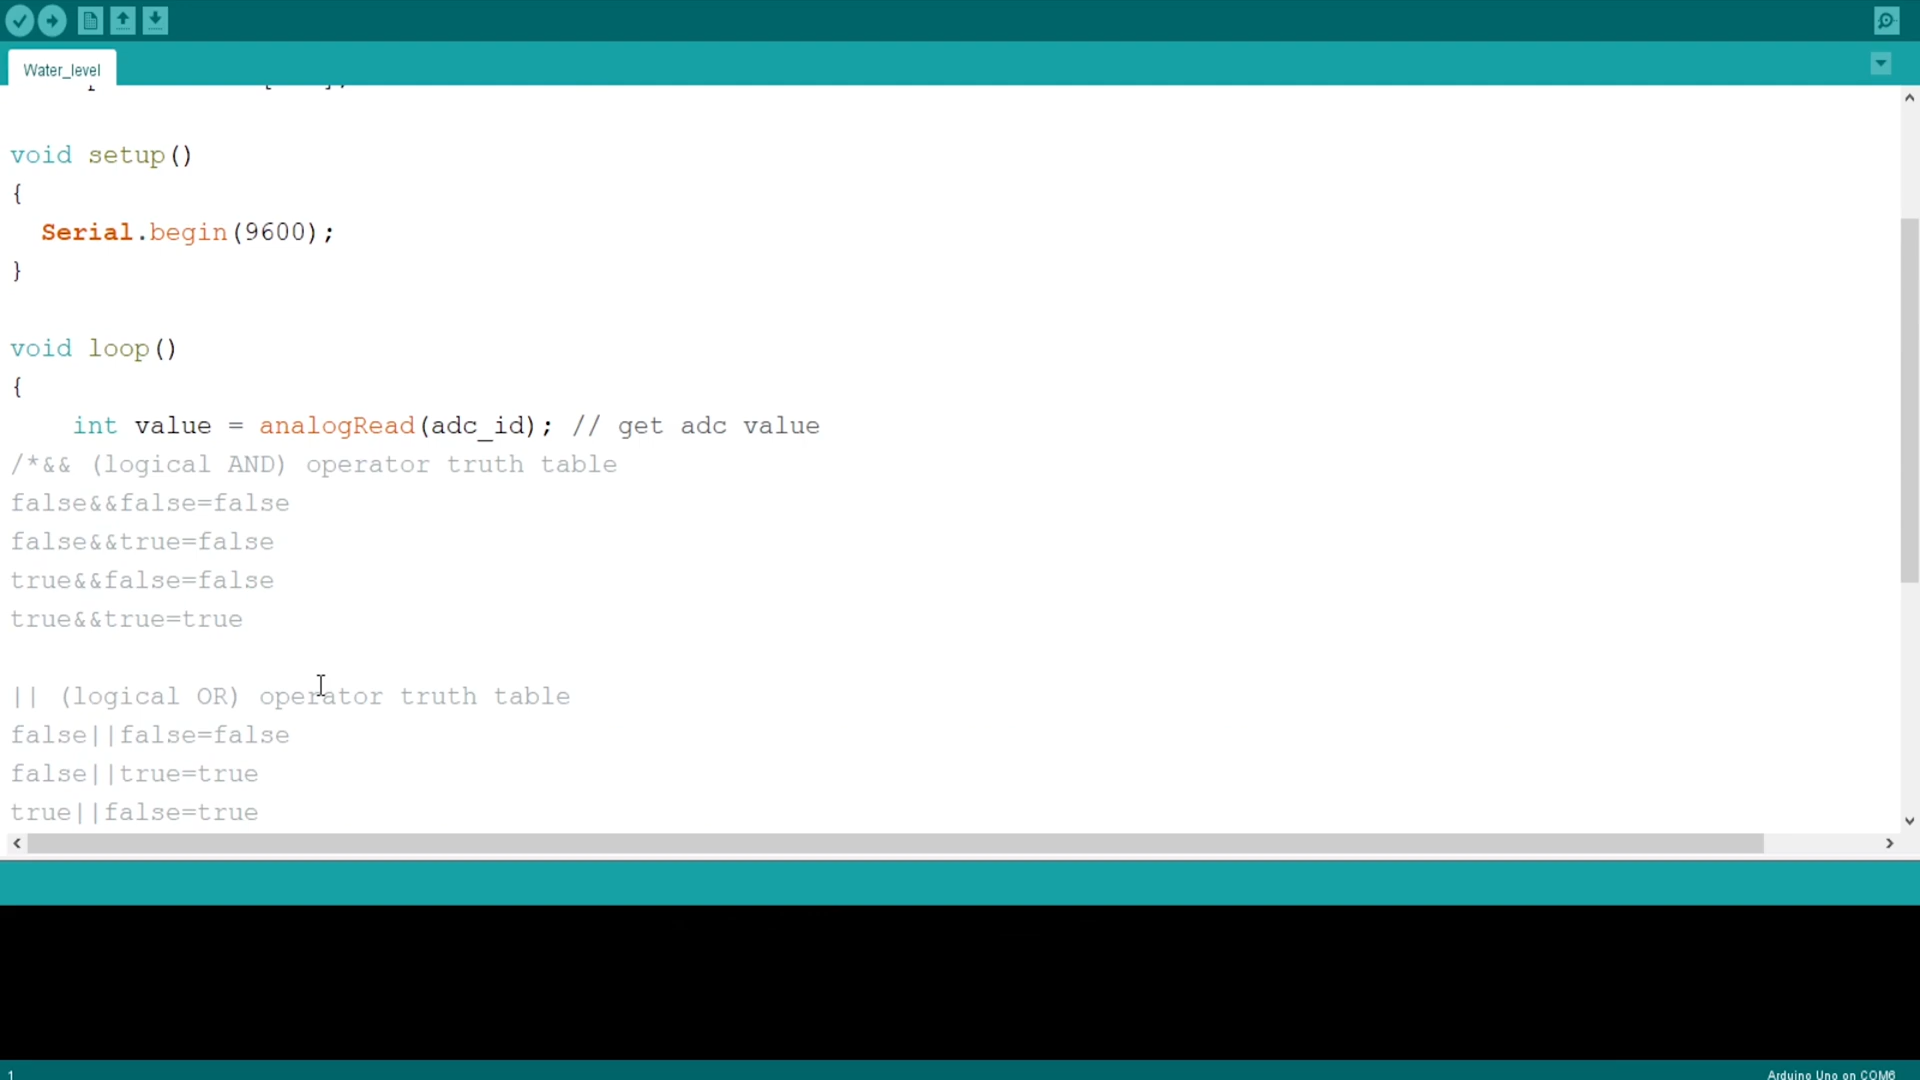 Water_level
void setup()
{
Serial.begin(9600);
}
void loop()
{
int value = analogRead(adc_id); // get adc value
/*&& (logical AND) operator truth table
false&&false=false
false&&true=false
true&&false=false
true&&true=true
|| (logical OR) operator truth table
false||false=false
false||true=true
true||false=true
1
Arduino Uno on COM6